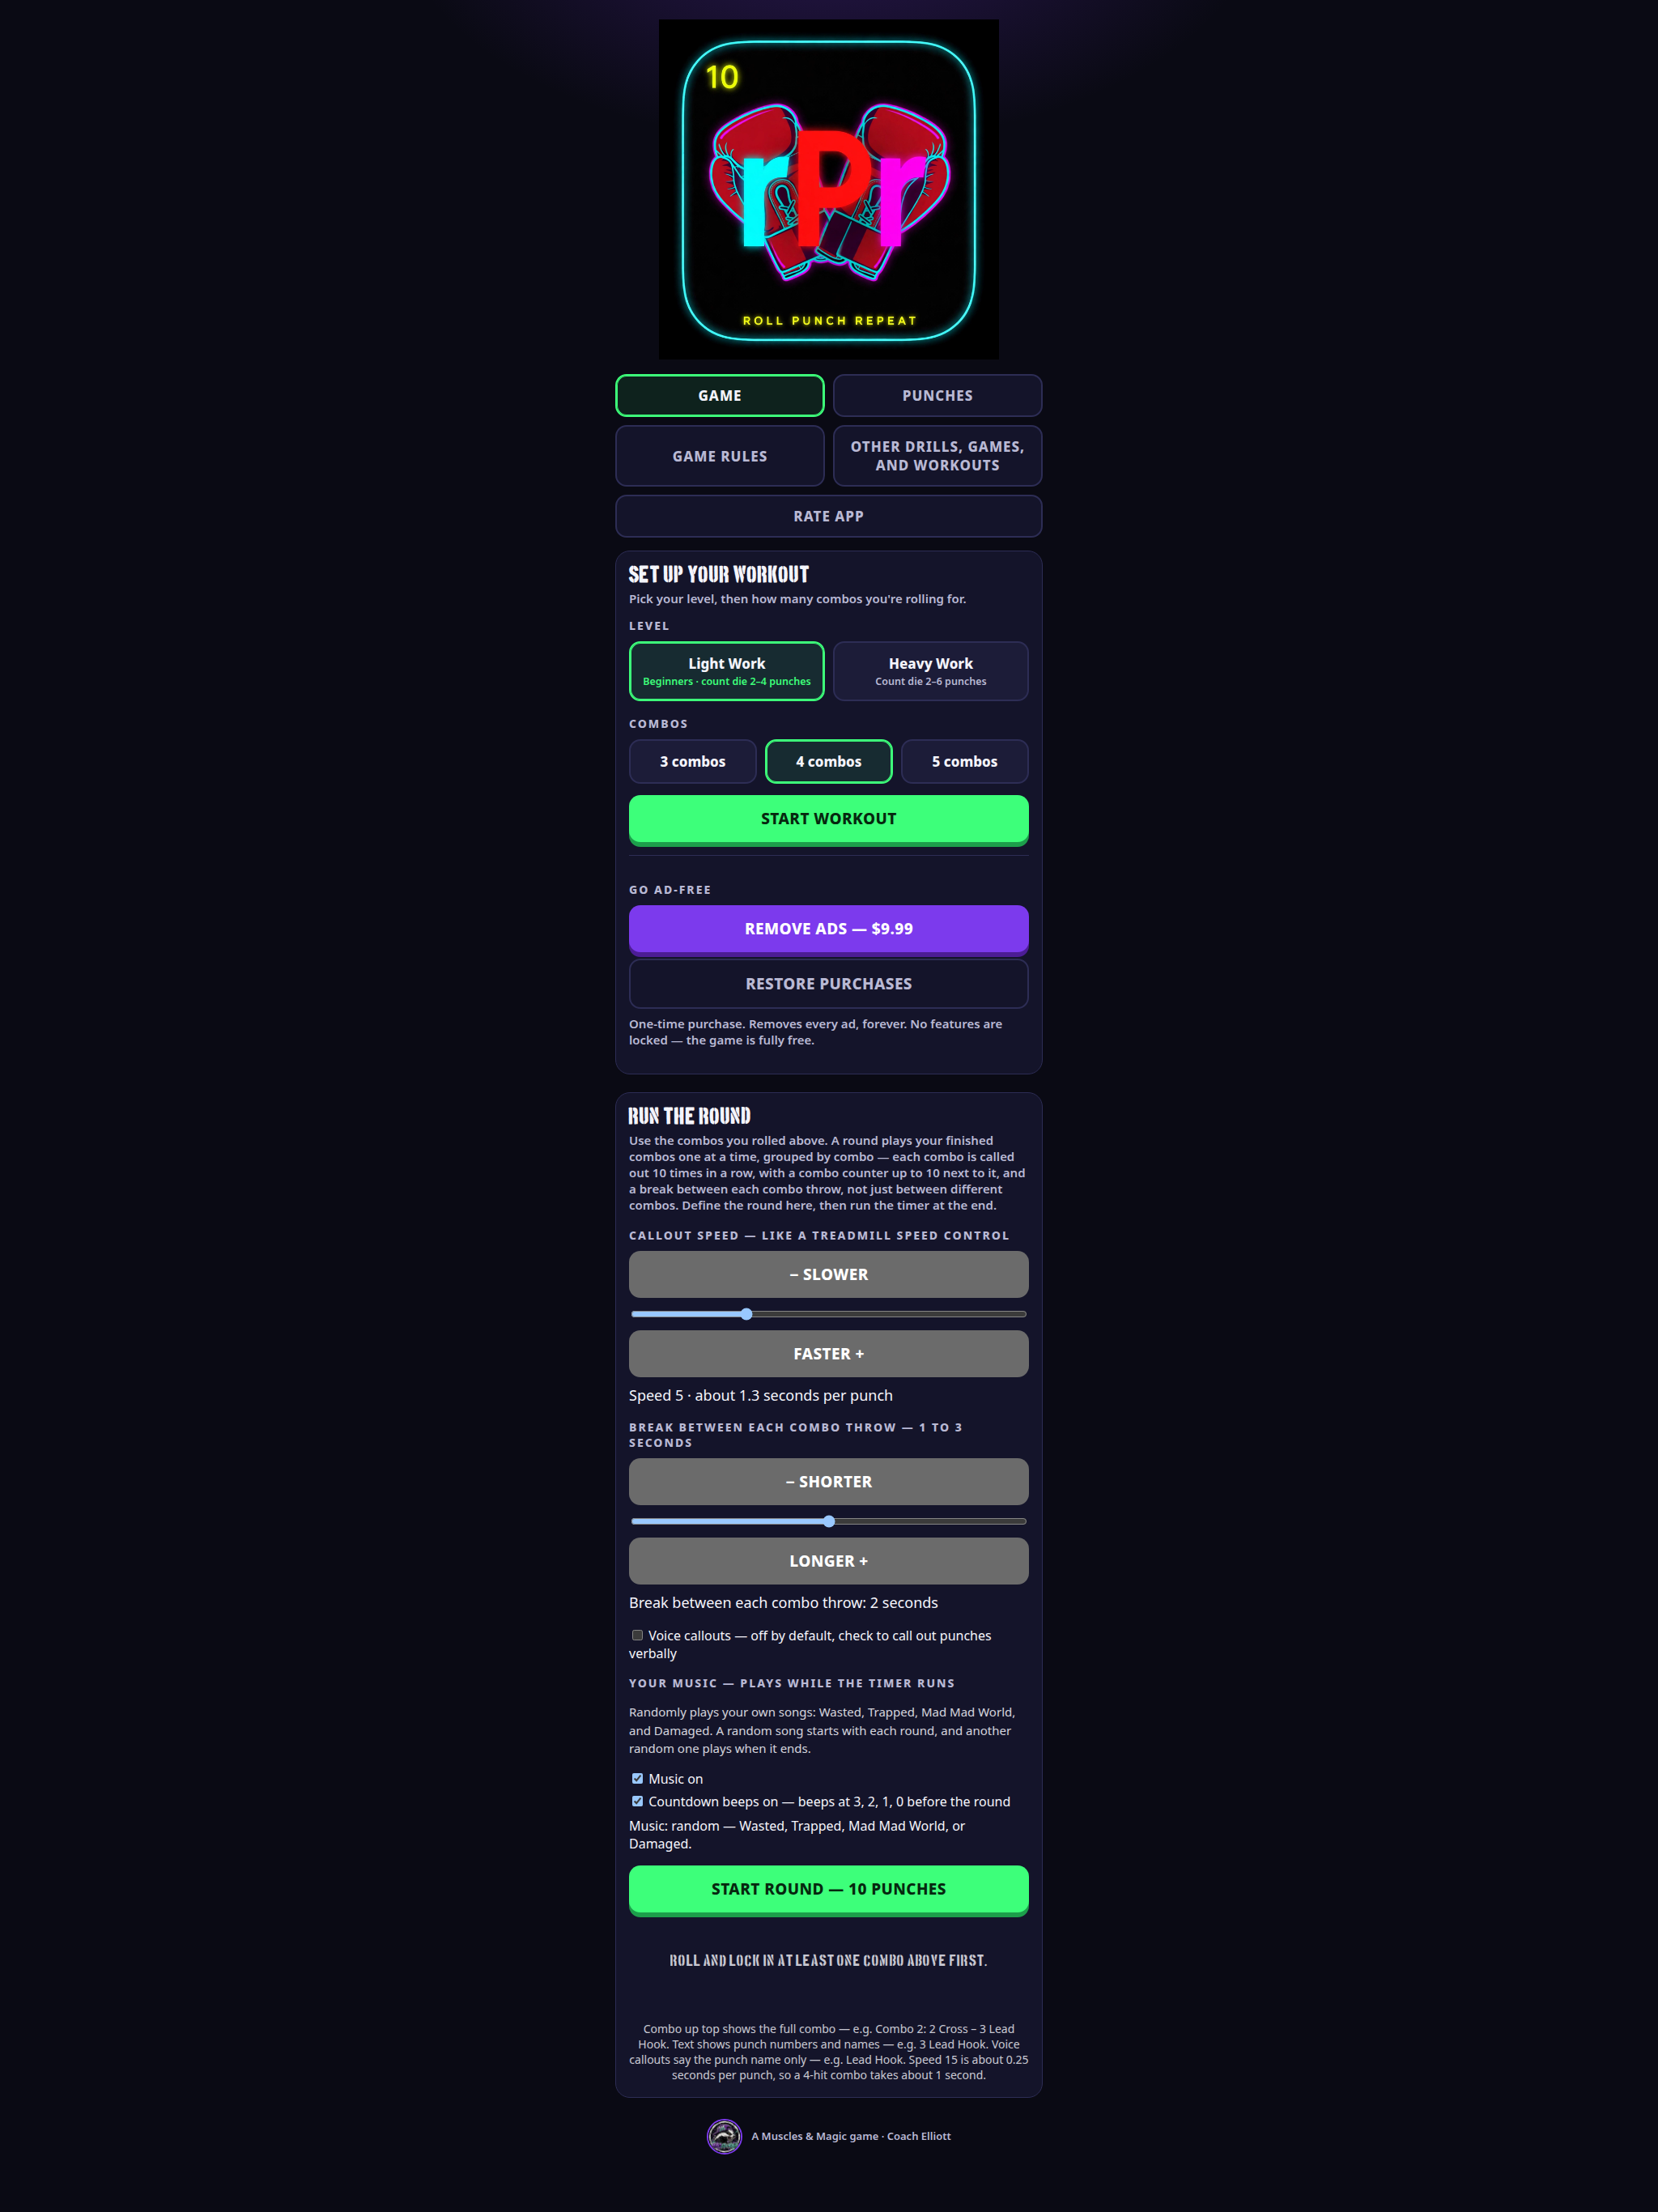 10
rPr
ROLL PUNCH REPEAT
GAME
PUNCHES
GAME RULES
OTHER DRILLS, GAMES,
AND WORKOUTS
RATE APP
SET UP YOUR WORKOUT
Pick your level, then how many combos you're rolling for.
LEVEL
Light Work
Beginners · count die 2–4 punches
Heavy Work
Count die 2–6 punches
COMBOS
3 combos
4 combos
5 combos
START WORKOUT
GO AD-FREE
REMOVE ADS — $9.99
RESTORE PURCHASES
One-time purchase. Removes every ad, forever. No features are
locked — the game is fully free.
RUN THE ROUND
Use the combos you rolled above. A round plays your finished
combos one at a time, grouped by combo — each combo is called
out 10 times in a row, with a combo counter up to 10 next to it, and
a break between each combo throw, not just between different
combos. Define the round here, then run the timer at the end.
CALLOUT SPEED — LIKE A TREADMILL SPEED CONTROL
− SLOWER
FASTER +
Speed 5 · about 1.3 seconds per punch
BREAK BETWEEN EACH COMBO THROW — 1 TO 3
SECONDS
− SHORTER
LONGER +
Break between each combo throw: 2 seconds
Voice callouts — off by default, check to call out punches
verbally
YOUR MUSIC — PLAYS WHILE THE TIMER RUNS
Randomly plays your own songs: Wasted, Trapped, Mad Mad World,
and Damaged. A random song starts with each round, and another
random one plays when it ends.
Music on
Countdown beeps on — beeps at 3, 2, 1, 0 before the round
Music: random — Wasted, Trapped, Mad Mad World, or
Damaged.
START ROUND — 10 PUNCHES
ROLL AND LOCK IN AT LEAST ONE COMBO ABOVE FIRST.
Combo up top shows the full combo — e.g. Combo 2: 2 Cross – 3 Lead
Hook. Text shows punch numbers and names — e.g. 3 Lead Hook. Voice
callouts say the punch name only — e.g. Lead Hook. Speed 15 is about 0.25
seconds per punch, so a 4-hit combo takes about 1 second.
A Muscles & Magic game · Coach Elliott